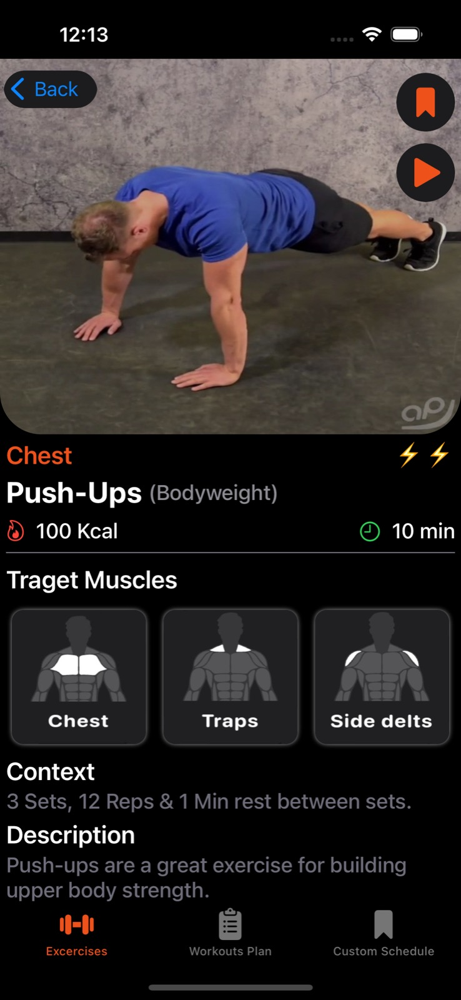 12:13
Back
aPJ
Chest
Push-Ups (Bodyweight)
100 Kcal
10 min
Traget Muscles
Chest
Traps
Side delts
Context
3 Sets, 12 Reps & 1 Min rest between sets.
Description
Push-ups are a great exercise for building
upper body strength.
Excercises
Workouts Plan
Custom Schedule